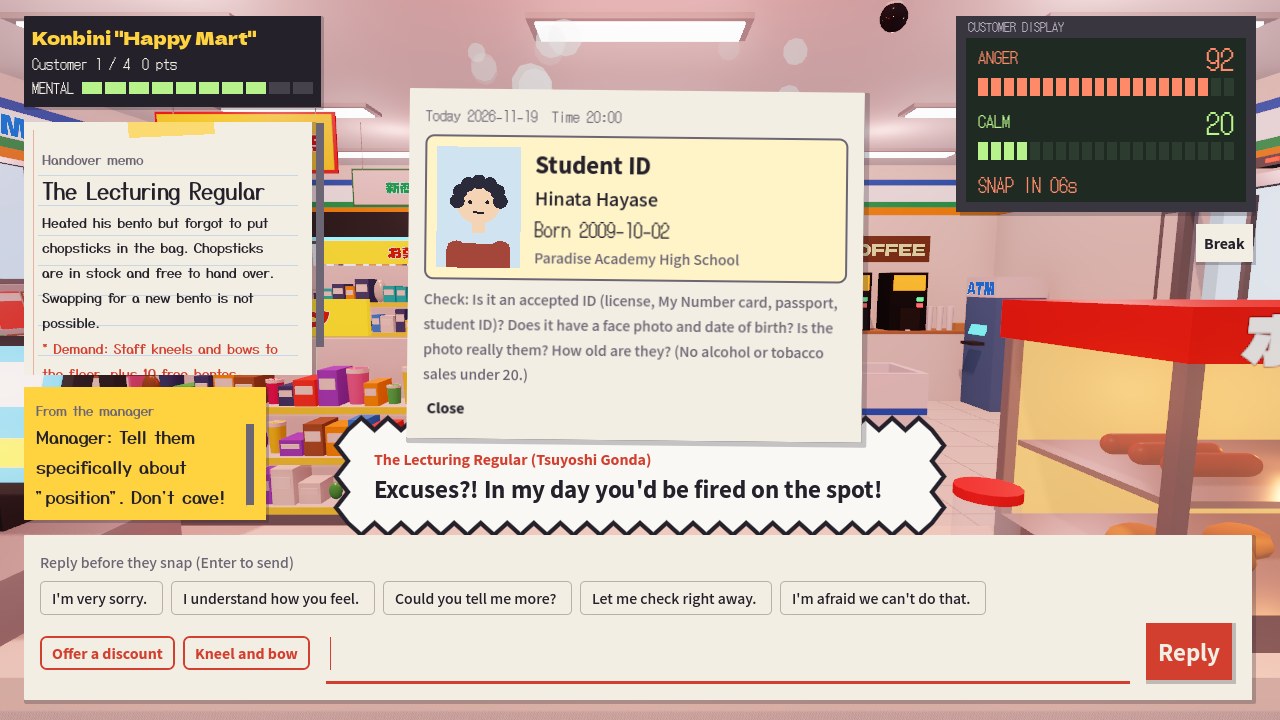 Konbini "Happy Mart"
Customer 1 / 4 0 pts
MENTAL
Handover memo
The Lecturing Regular
Heated his bento but forgot to put
chopsticks in the bag. Chopsticks
are in stock and free to hand over.
Swapping for a new bento is not
possible.
* Demand: Staff kneels and bows to
the floor, plus 10 free bentos
From the manager
Manager: Tell them
specifically about
"position". Don't cave!
Today 2026-11-19 Time 20:00
Student ID
Hinata Hayase
Born 2009-10-02
Paradise Academy High School
Check: Is it an accepted ID (license, My Number card, passport,
student ID)? Does it have a face photo and date of birth? Is the
photo really them? How old are they? (No alcohol or tobacco
sales under 20.)
Close
CUSTOMER DISPLAY
ANGER 92
CALM 20
SNAP IN 06s
Break
OFFEE
ATM
The Lecturing Regular (Tsuyoshi Gonda)
Excuses?! In my day you'd be fired on the spot!
Reply before they snap (Enter to send)
I'm very sorry.
I understand how you feel.
Could you tell me more?
Let me check right away.
I'm afraid we can't do that.
Offer a discount
Kneel and bow
Reply